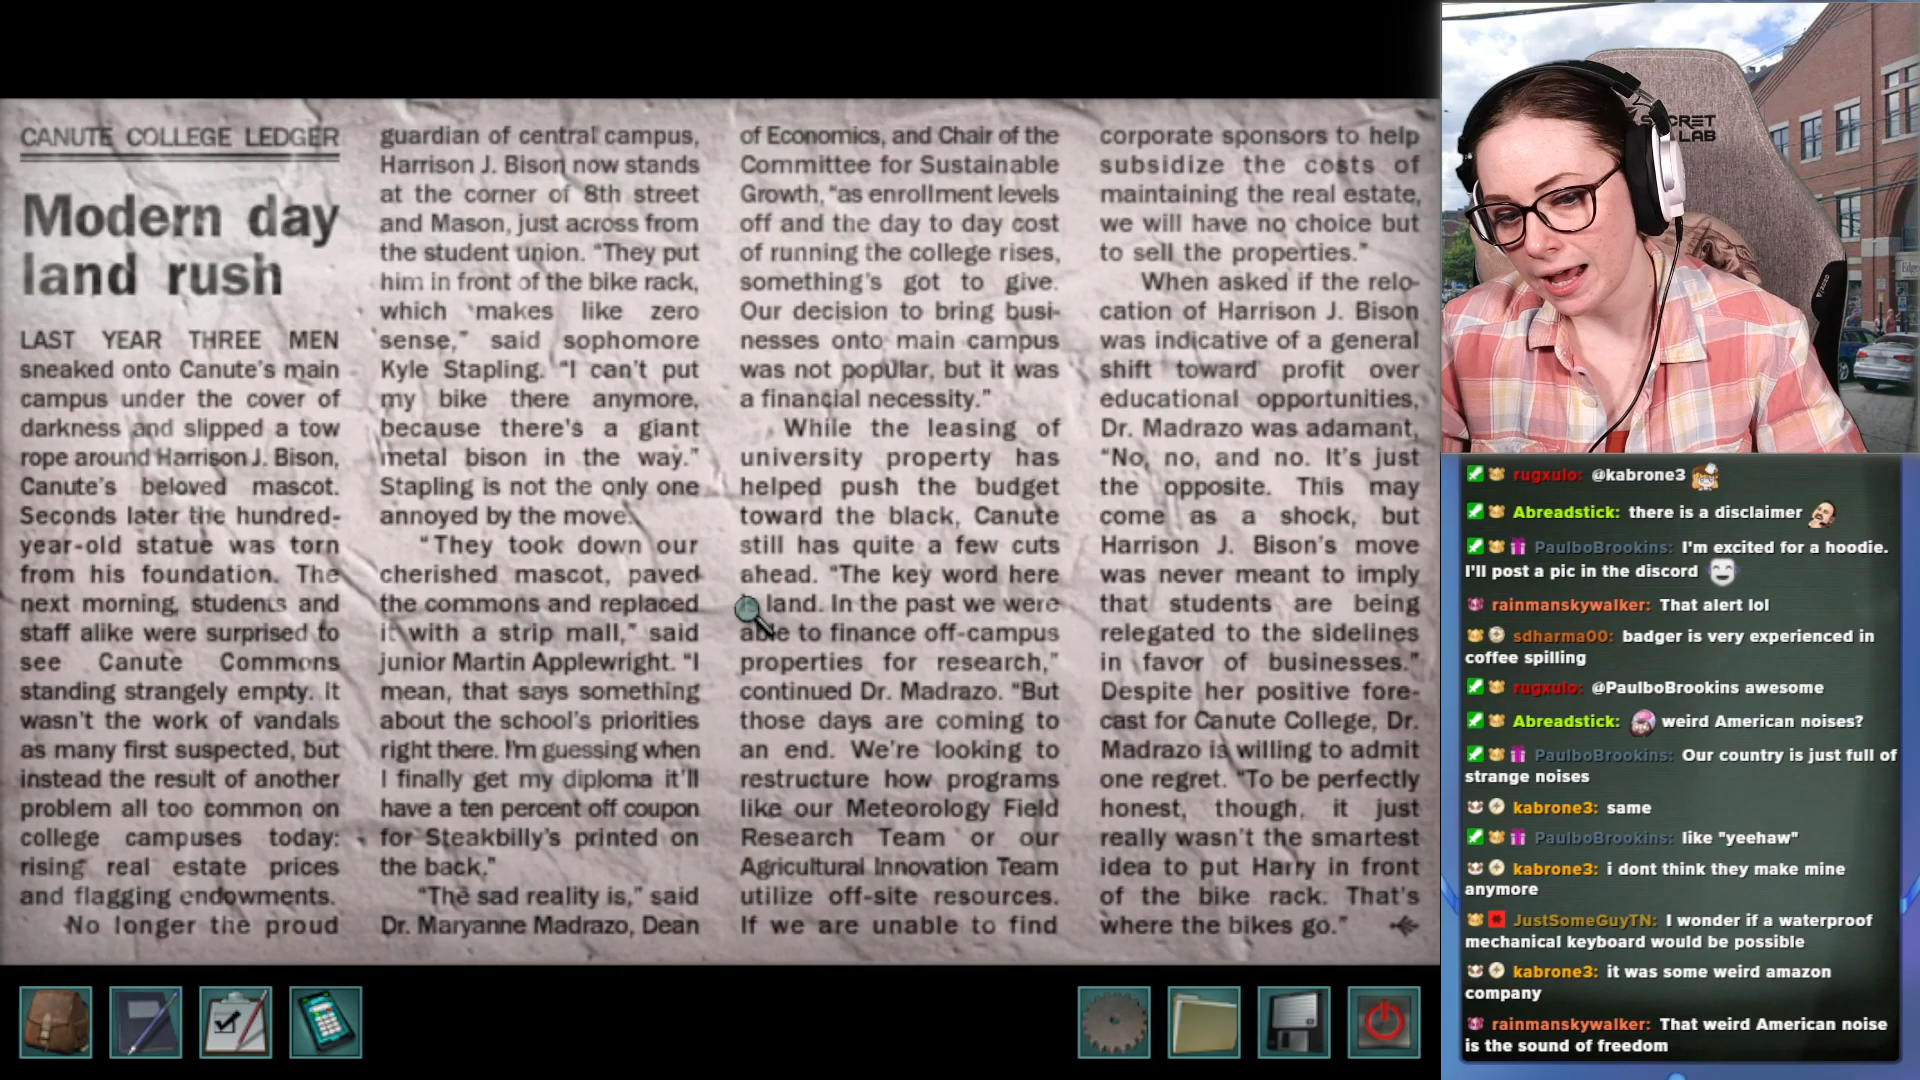 CANUTE COLLEGE LEDGER
Modern day
land rush
LAST YEAR THREE MEN
sneaked onto Canute's main
campus under the cover of
darkness and slipped a tow
rope around Harrison J. Bison,
Canute's beloved mascot.
Seconds later the hundred-
year-old statue was torn
from his foundation. The
next morning, students and
staff alike were surprised to
see Canute Commons
standing strangely empty. It
wasn't the work of vandals
as many first suspected, but
instead the result of another
problem all too common on
college campuses today:
rising real estate prices
and flagging endowments.
No longer the proud
guardian of central campus,
Harrison J. Bison now stands
at the corner of 8th street
and Mason, just across from
the student union. "They put
him in front of the bike rack,
which makes like zero
sense," said sophomore
Kyle Stapling. "I can't put
my bike there anymore,
because there's a giant
metal bison in the way."
Stapling is not the only one
annoyed by the move.
"They took down our
cherished mascot, paved
the commons and replaced
it with a strip mall," said
junior Martin Applewright. "I
mean, that says something
about the school's priorities
right there. I'm guessing when
I finally get my diploma it'll
have a ten percent off coupon
for Steakbilly's printed on
the back."
"The sad reality is," said
Dr. Maryanne Madrazo, Dean
of Economics, and Chair of the
Committee for Sustainable
Growth, "as enrollment levels
off and the day to day cost
of running the college rises,
something's got to give.
Our decision to bring busi-
nesses onto main campus
was not popular, but it was
a financial necessity."
While the leasing of
university property has
helped push the budget
toward the black, Canute
still has quite a few cuts
ahead. "The key word here
land. In the past we were
able to finance off-campus
properties for research,"
continued Dr. Madrazo. "But
those days are coming to
an end. We're looking to
restructure how programs
like our Meteorology Field
Research Team or our
Agricultural Innovation Team
utilize off-site resources.
If we are unable to find
corporate sponsors to help
subsidize the costs of
maintaining the real estate,
we will have no choice but
to sell the properties."
When asked if the relo-
cation of Harrison J. Bison
was indicative of a general
shift toward profit over
educational opportunities,
Dr. Madrazo was adamant,
"No, no, and no. It's just
the opposite. This may
come as a shock, but
Harrison J. Bison's move
was never meant to imply
that students are being
relegated to the sidelines
in favor of businesses."
Despite her positive fore-
cast for Canute College, Dr.
Madrazo is willing to admit
one regret. "To be perfectly
honest, though, it just
really wasn't the smartest
idea to put Harry in front
of the bike rack. That's
where the bikes go."
SECRET
LAB
rugxulo: @kabrone3
Abreadstick: there is a disclaimer
PaulboBrookins: I'm excited for a hoodie.
I'll post a pic in the discord
rainmanskywalker: That alert lol
sdharma00: badger is very experienced in
coffee spilling
rugxulo: @PaulboBrookins awesome
Abreadstick: weird American noises?
PaulboBrookins: Our country is just full of
strange noises
kabrone3: same
PaulboBrookins: like "yeehaw"
kabrone3: i dont think they make mine
anymore
JustSomeGuyTN: I wonder if a waterproof
mechanical keyboard would be possible
kabrone3: it was some weird amazon
company
rainmanskywalker: That weird American noise
is the sound of freedom